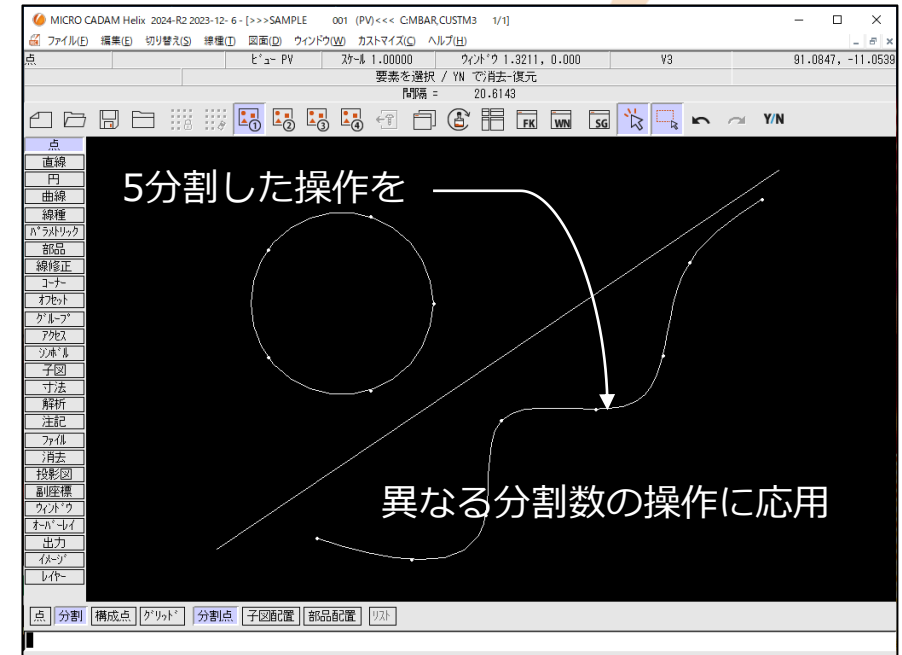 MICRO CADAM Helix 2024-R2 2023-12- 6 - [>>>SAMPLE 001 (PV)<<< C:MBAR,CUSTM3 1/1]
ファイル(F) 編集(E) 切り替え(S) 線種(T) 図面(D) ウィンドウ(W) カスタマイズ(C) ヘルプ(H)
点 ビュー PV スケール 1.00000 ウィンドウ 1.3211, 0.000 V3 91.0847, -11.0539
要素を選択 / YN で消去-復元
間隔 = 20.6143
① ② ③ ④ FK WN SG Y/N
点
直線
円
曲線
線種
パラメトリック
部品
線修正
コーナー
オフセット
グループ
アクセス
シンボル
子図
寸法
解析
注記
ファイル
消去
投影図
副座標
ウィンドウ
オーバーレイ
出力
イメージ
レイヤー
5分割した操作を
異なる分割数の操作に応用
点 分割 構成点 グリッド 分割点 子図配置 部品配置 リスト